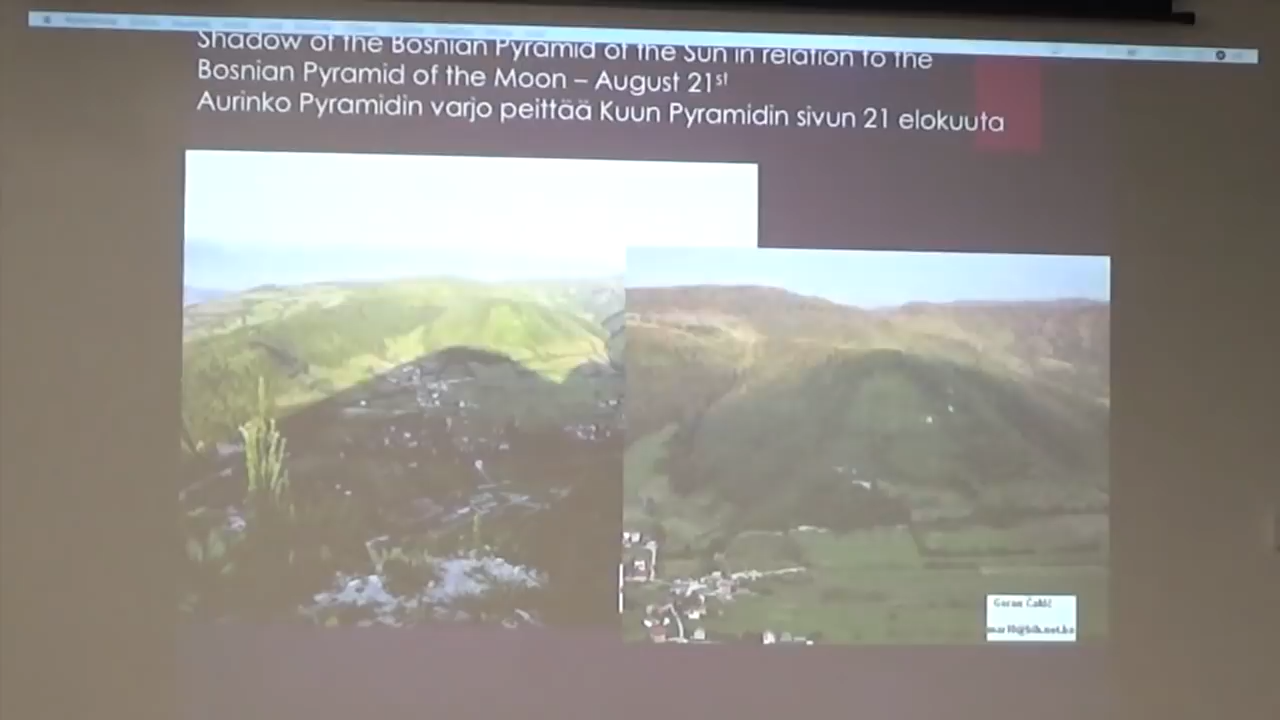 Shadow of the Bosnian Pyramid of the Sun in relation to the
Bosnian Pyramid of the Moon – August 21st
Aurinko Pyramidin varjo peittää Kuun Pyramidin sivun 21 elokuuta
Goran Čakić